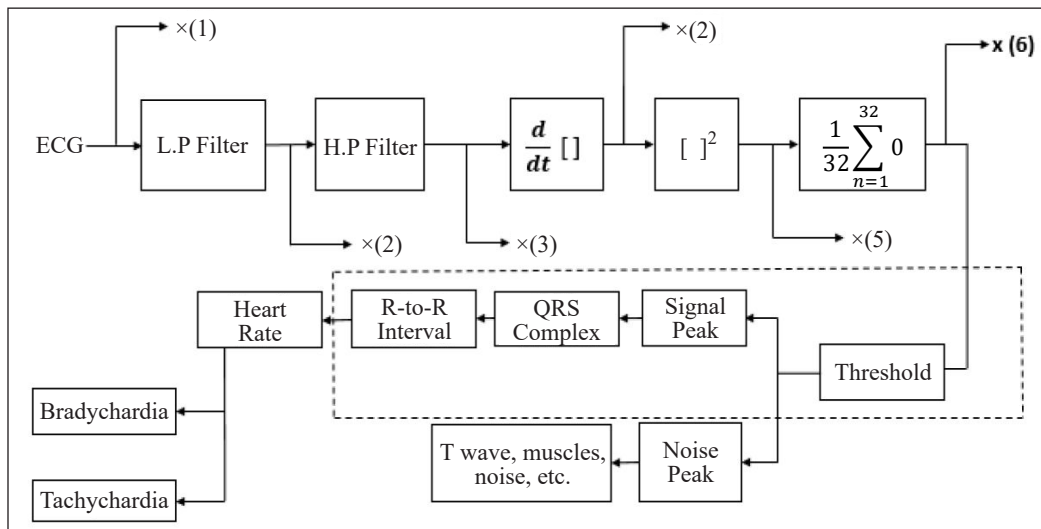 ×(1)
×(2)
x (6)
ECG
L.P Filter
H.P Filter
d/dt []
[ ]²
1/32 32∑n=1 0
×(2)
×(3)
×(5)
Heart
Rate
R-to-R
Interval
QRS
Complex
Signal
Peak
Threshold
Bradychardia
T wave, muscles,
noise, etc.
Noise
Peak
Tachychardia